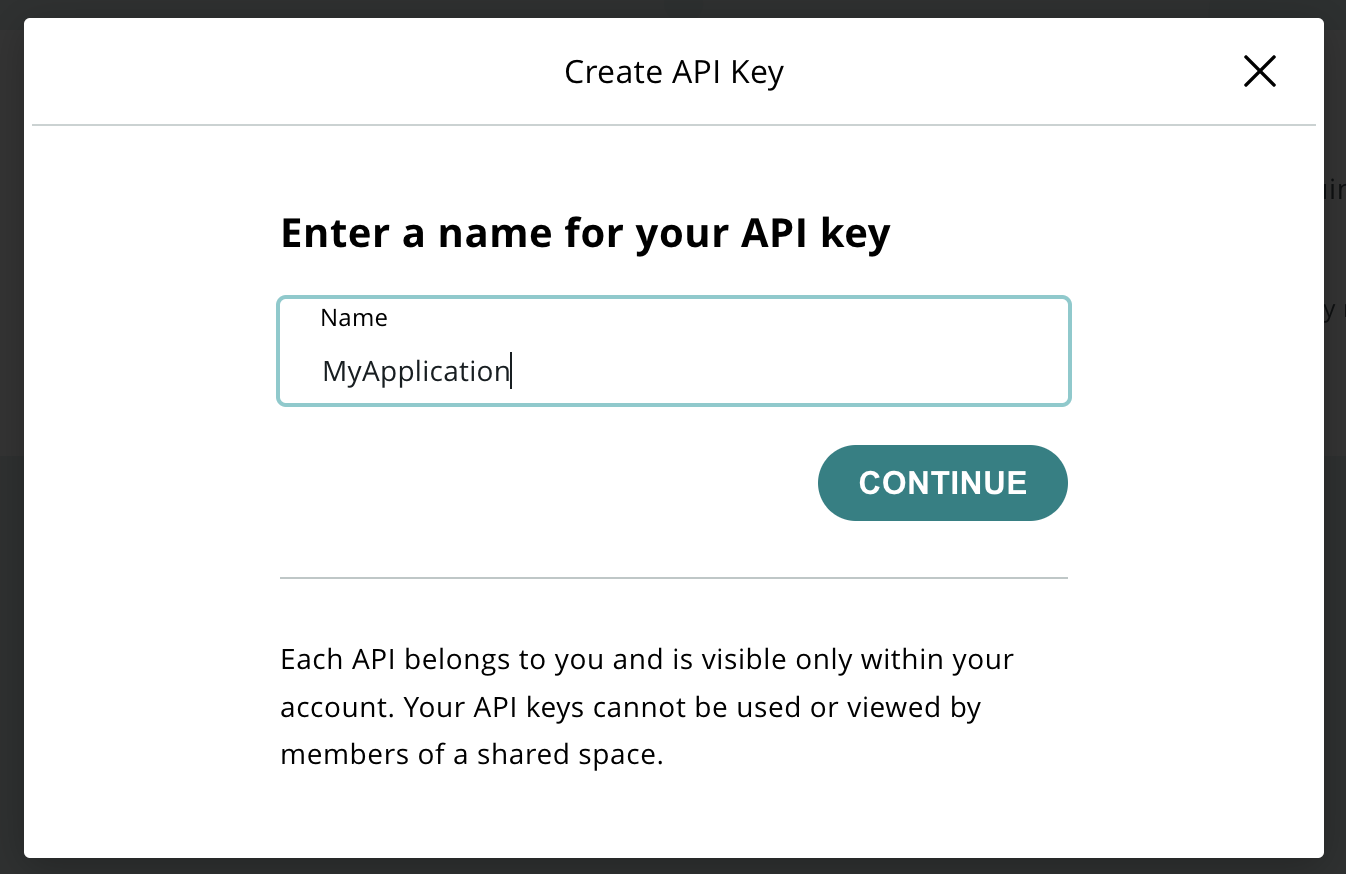 Create API Key
Enter a name for your API key
Name
MyApplication
CONTINUE
Each API belongs to you and is visible only within your
account. Your API keys cannot be used or viewed by
members of a shared space.